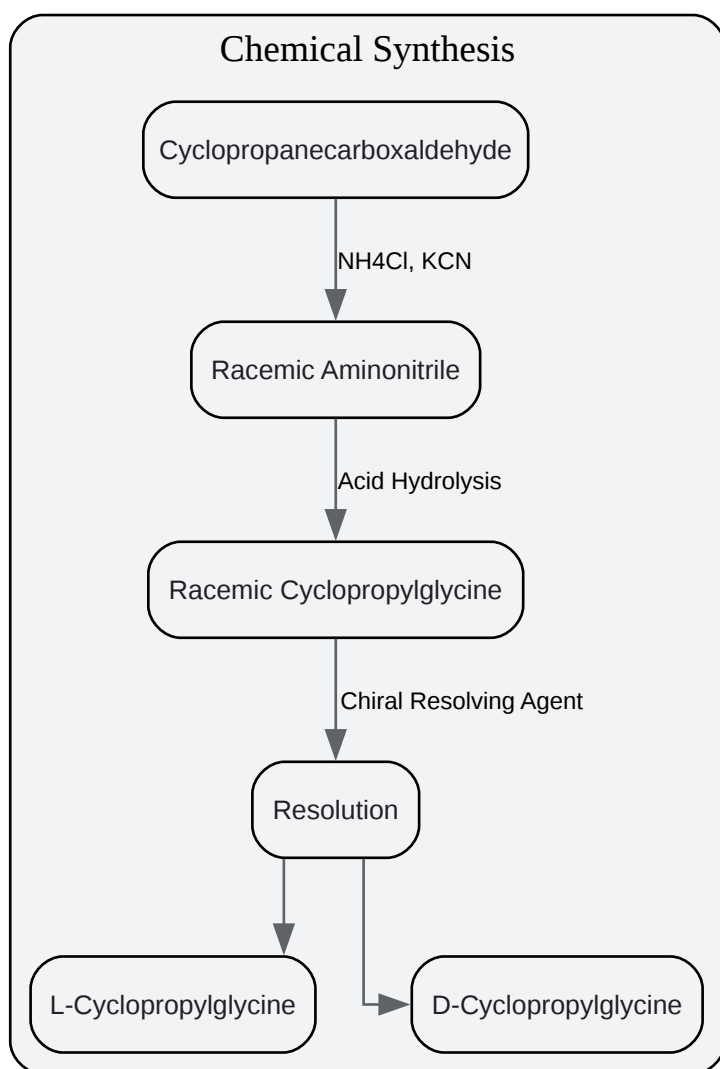 Chemical Synthesis
Cyclopropanecarboxaldehyde
NH4Cl, KCN
Racemic Aminonitrile
Acid Hydrolysis
Racemic Cyclopropylglycine
Chiral Resolving Agent
Resolution
L-Cyclopropylglycine
D-Cyclopropylglycine